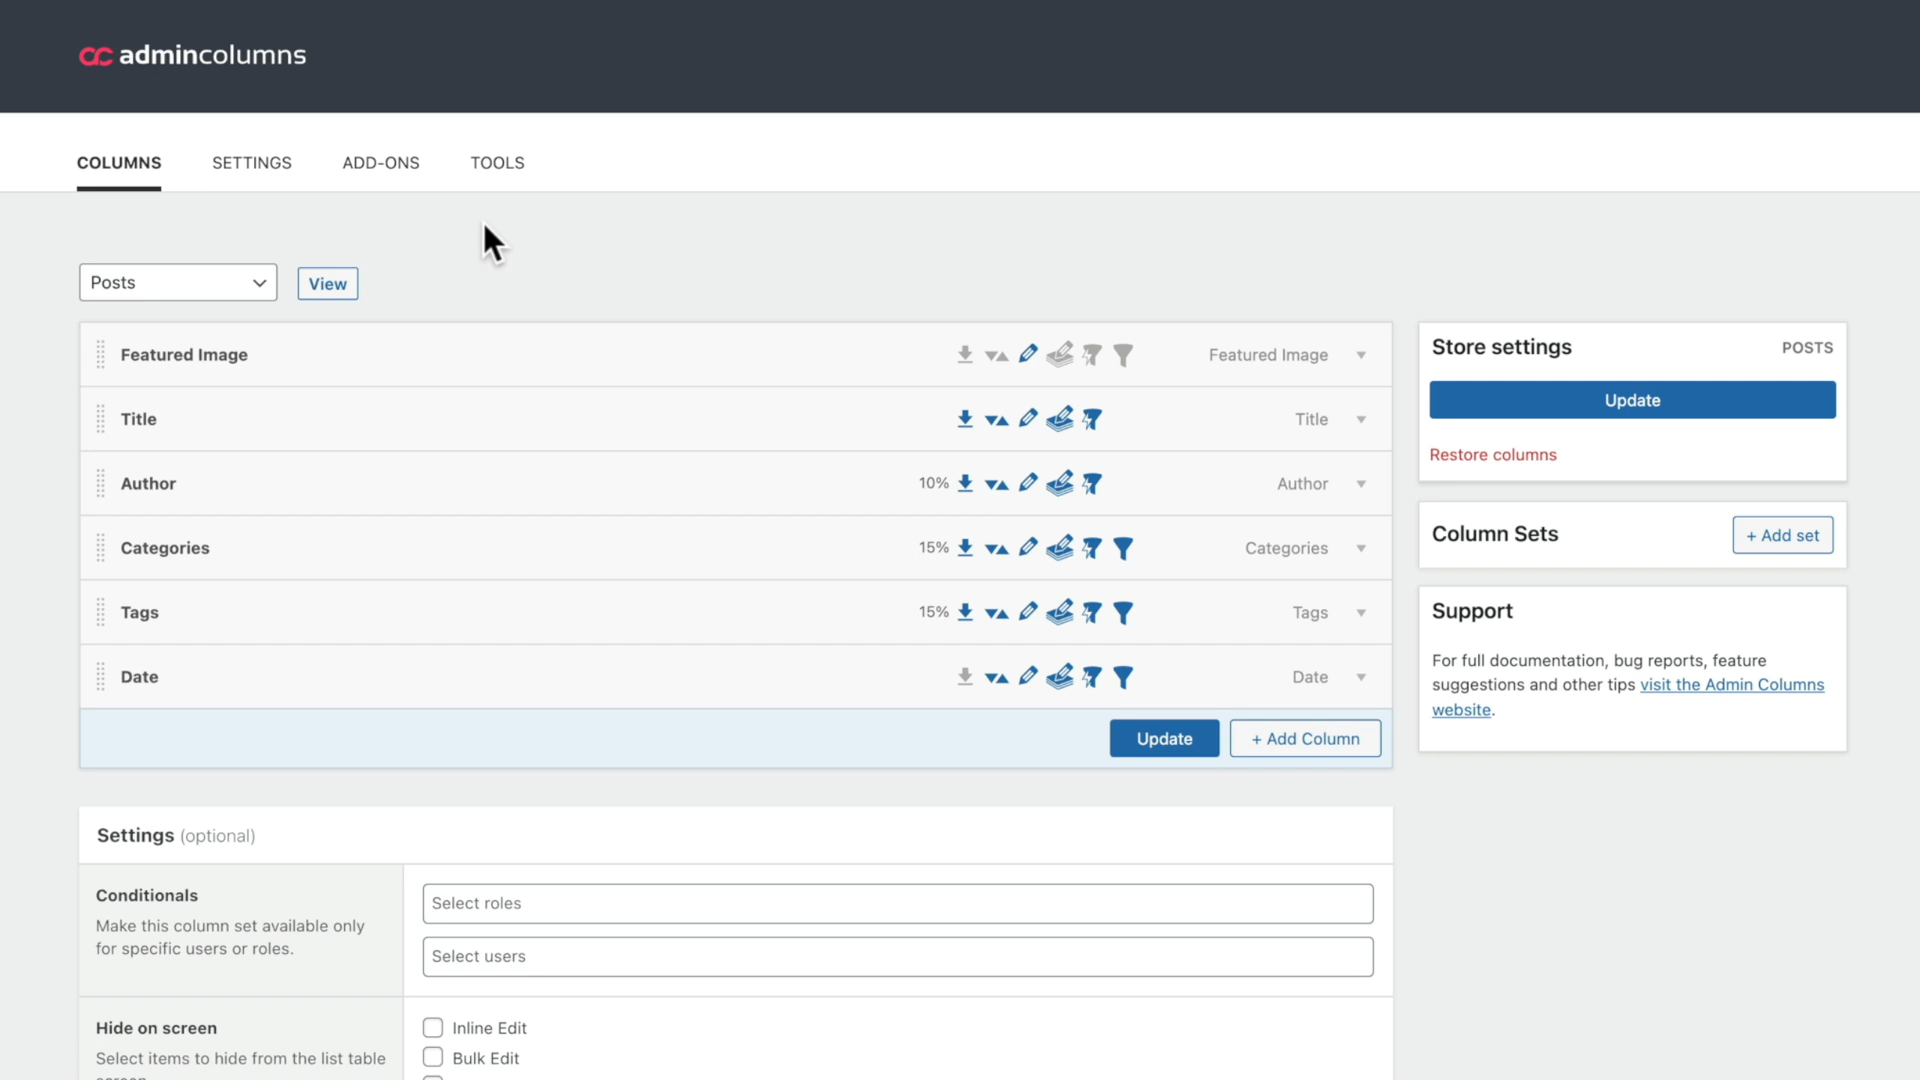 admincolumns
COLUMNS SETTINGS ADD-ONS TOOLS
Posts View
Featured Image Featured Image
Title Title
Author 10% Author
Categories 15% Categories
Tags 15% Tags
Date Date
Update + Add Column
Store settings POSTS
Update
Restore columns
Column Sets + Add set
Support
For full documentation, bug reports, feature
suggestions and other tips visit the Admin Columns
website.
Settings (optional)
Conditionals
Make this column set available only
for specific users or roles.
Select roles
Select users
Hide on screen
Select items to hide from the list table
Inline Edit
Bulk Edit